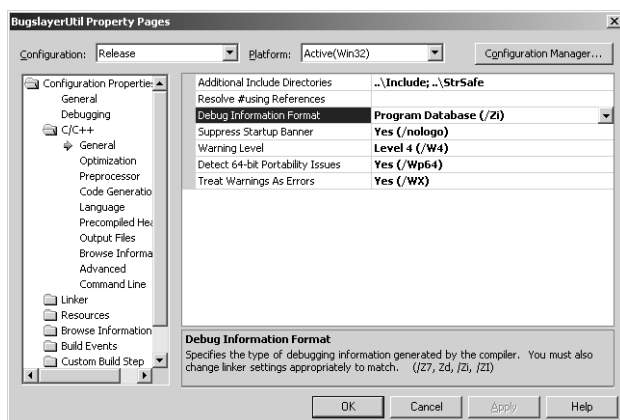 BugslayerUtil Property Pages
Configuration: Release Platform: Active(Win32) Configuration Manager...
Configuration Properties
General
Debugging
C/C++
General
Optimization
Preprocessor
Code Generatio
Language
Precompiled Hea
Output Files
Browse Informa
Advanced
Command Line
Linker
Resources
Browse Information
Build Events
Custom Build Step
Additional Include Directories ..\Include; ..\StrSafe
Resolve #using References
Debug Information Format Program Database (/Zi)
Suppress Startup Banner Yes (/nologo)
Warning Level Level 4 (/W4)
Detect 64-bit Portability Issues Yes (/Wp64)
Treat Warnings As Errors Yes (/WX)
Debug Information Format
Specifies the type of debugging information generated by the compiler. You must also
change linker settings appropriately to match. (/Z7, Zd, /Zi, /ZI)
OK Cancel Apply Help